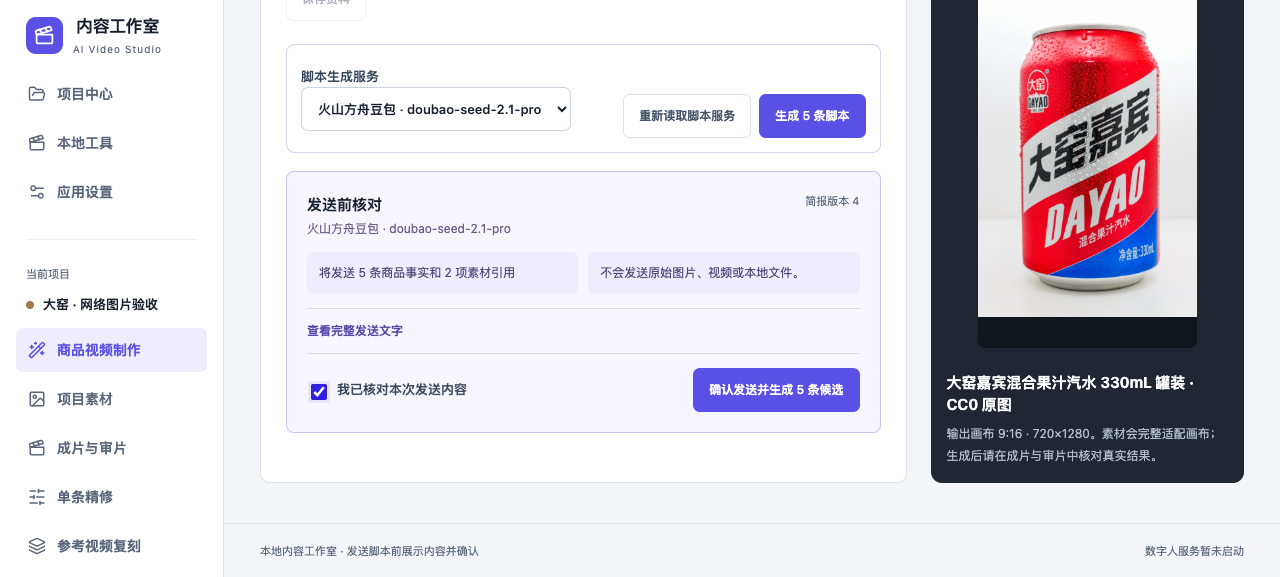 内容工作室
AI Video Studio
项目中心
本地工具
应用设置
当前项目
大窑 · 网络图片验收
商品视频制作
项目素材
成片与审片
单条精修
参考视频复刻
保存资料
脚本生成服务
火山方舟豆包 · doubao-seed-2.1-pro
重新读取脚本服务
生成 5 条脚本
发送前核对
简报版本 4
火山方舟豆包 · doubao-seed-2.1-pro
将发送 5 条商品事实和 2 项素材引用
不会发送原始图片、视频或本地文件。
查看完整发送文字
我已核对本次发送内容
确认发送并生成 5 条候选
大窑
DAYAO
大窑嘉宾
DAYAO
混合果汁汽水
净含量:330mL
大窑嘉宾混合果汁汽水 330mL 罐装 ·
CC0 原图
输出画布 9:16 · 720×1280。素材会完整适配画布；
生成后请在成片与审片中核对真实结果。
本地内容工作室 · 发送脚本前展示内容并确认
数字人服务暂未启动